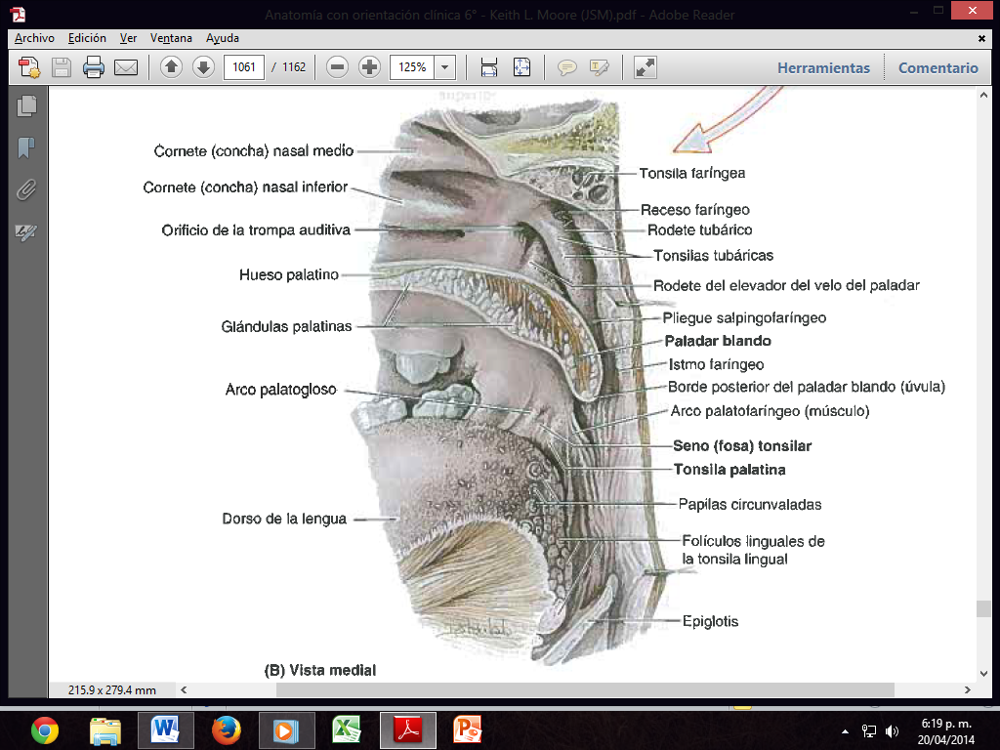 Anatomía con orientación clínica 6° - Keith L. Moore (JSM).pdf - Adobe Reader
Archivo Edición Ver Ventana Ayuda
1061 / 1162 125% Herramientas Comentario
Cornete (concha) nasal medio
Cornete (concha) nasal inferior
Orificio de la trompa auditiva
Hueso palatino
Glándulas palatinas
Arco palatogloso
Dorso de la lengua
Tonsila faríngea
Receso faríngeo
Rodete tubárico
Tonsilas tubáricas
Rodete del elevador del velo del paladar
Pliegue salpingofaríngeo
Paladar blando
Istmo faríngeo
Borde posterior del paladar blando (úvula)
Arco palatofaríngeo (músculo)
Seno (fosa) tonsilar
Tonsila palatina
Papilas circunvaladas
Folículos linguales de
la tonsila lingual
Epiglotis
(B) Vista medial
215.9 x 279.4 mm
6:19 p. m.
20/04/2014